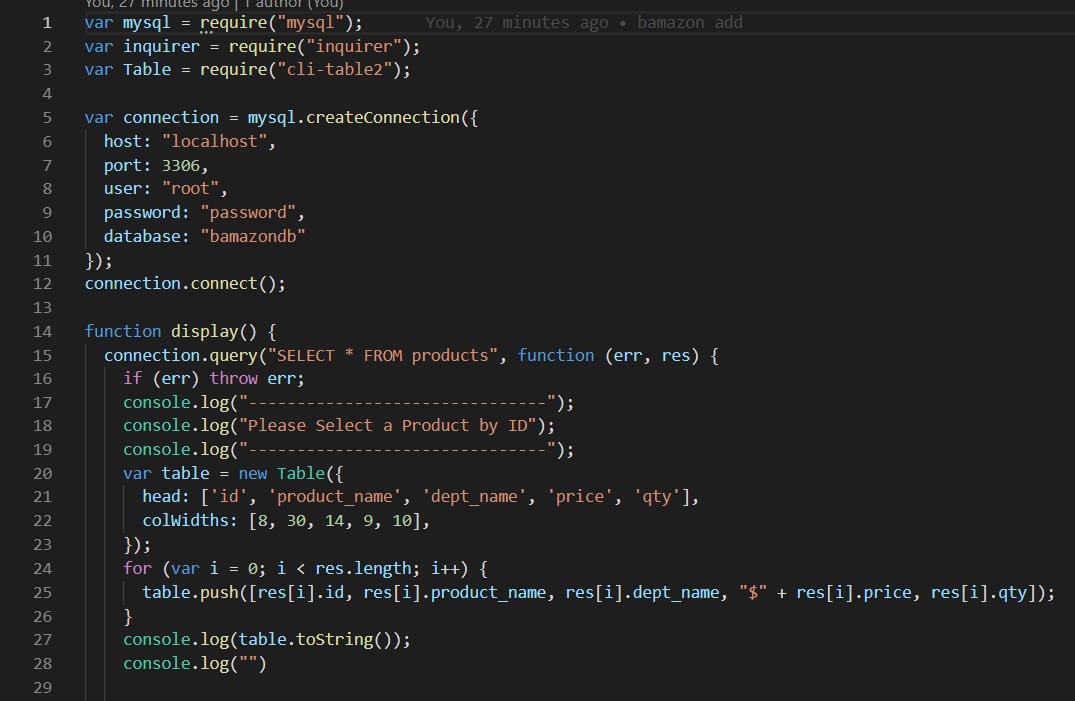 You, 27 minutes ago | 1 author (You)
1 var mysql = require("mysql"); You, 27 minutes ago • bamazon add
2 var inquirer = require("inquirer");
3 var Table = require("cli-table2");
4
5 var connection = mysql.createConnection({
6 host: "localhost",
7 port: 3306,
8 user: "root",
9 password: "password",
10 database: "bamazondb"
11 });
12 connection.connect();
13
14 function display() {
15 connection.query("SELECT * FROM products", function (err, res) {
16 if (err) throw err;
17 console.log("-------------------------------");
18 console.log("Please Select a Product by ID");
19 console.log("-------------------------------");
20 var table = new Table({
21 head: ['id', 'product_name', 'dept_name', 'price', 'qty'],
22 colWidths: [8, 30, 14, 9, 10],
23 });
24 for (var i = 0; i < res.length; i++) {
25 table.push([res[i].id, res[i].product_name, res[i].dept_name, "$" + res[i].price, res[i].qty]);
26 }
27 console.log(table.toString());
28 console.log("")
29